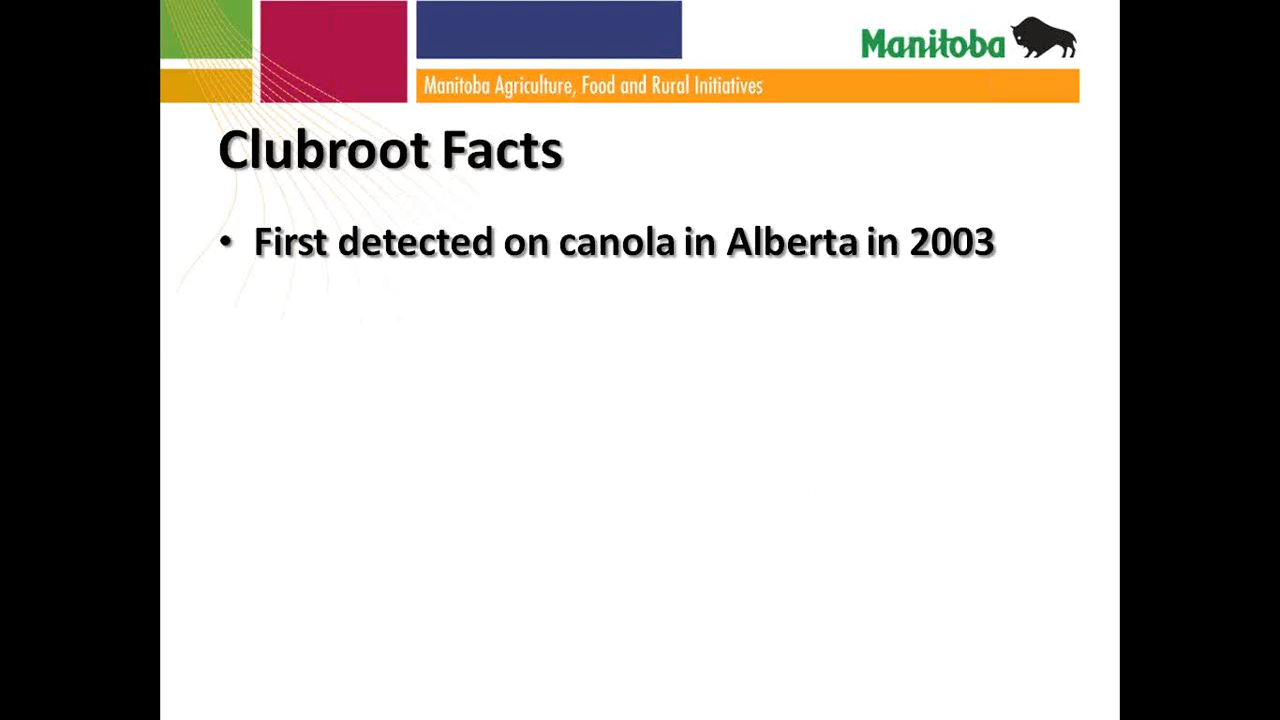 Manitoba
Manitoba Agriculture, Food and Rural Initiatives
Clubroot Facts
• First detected on canola in Alberta in 2003